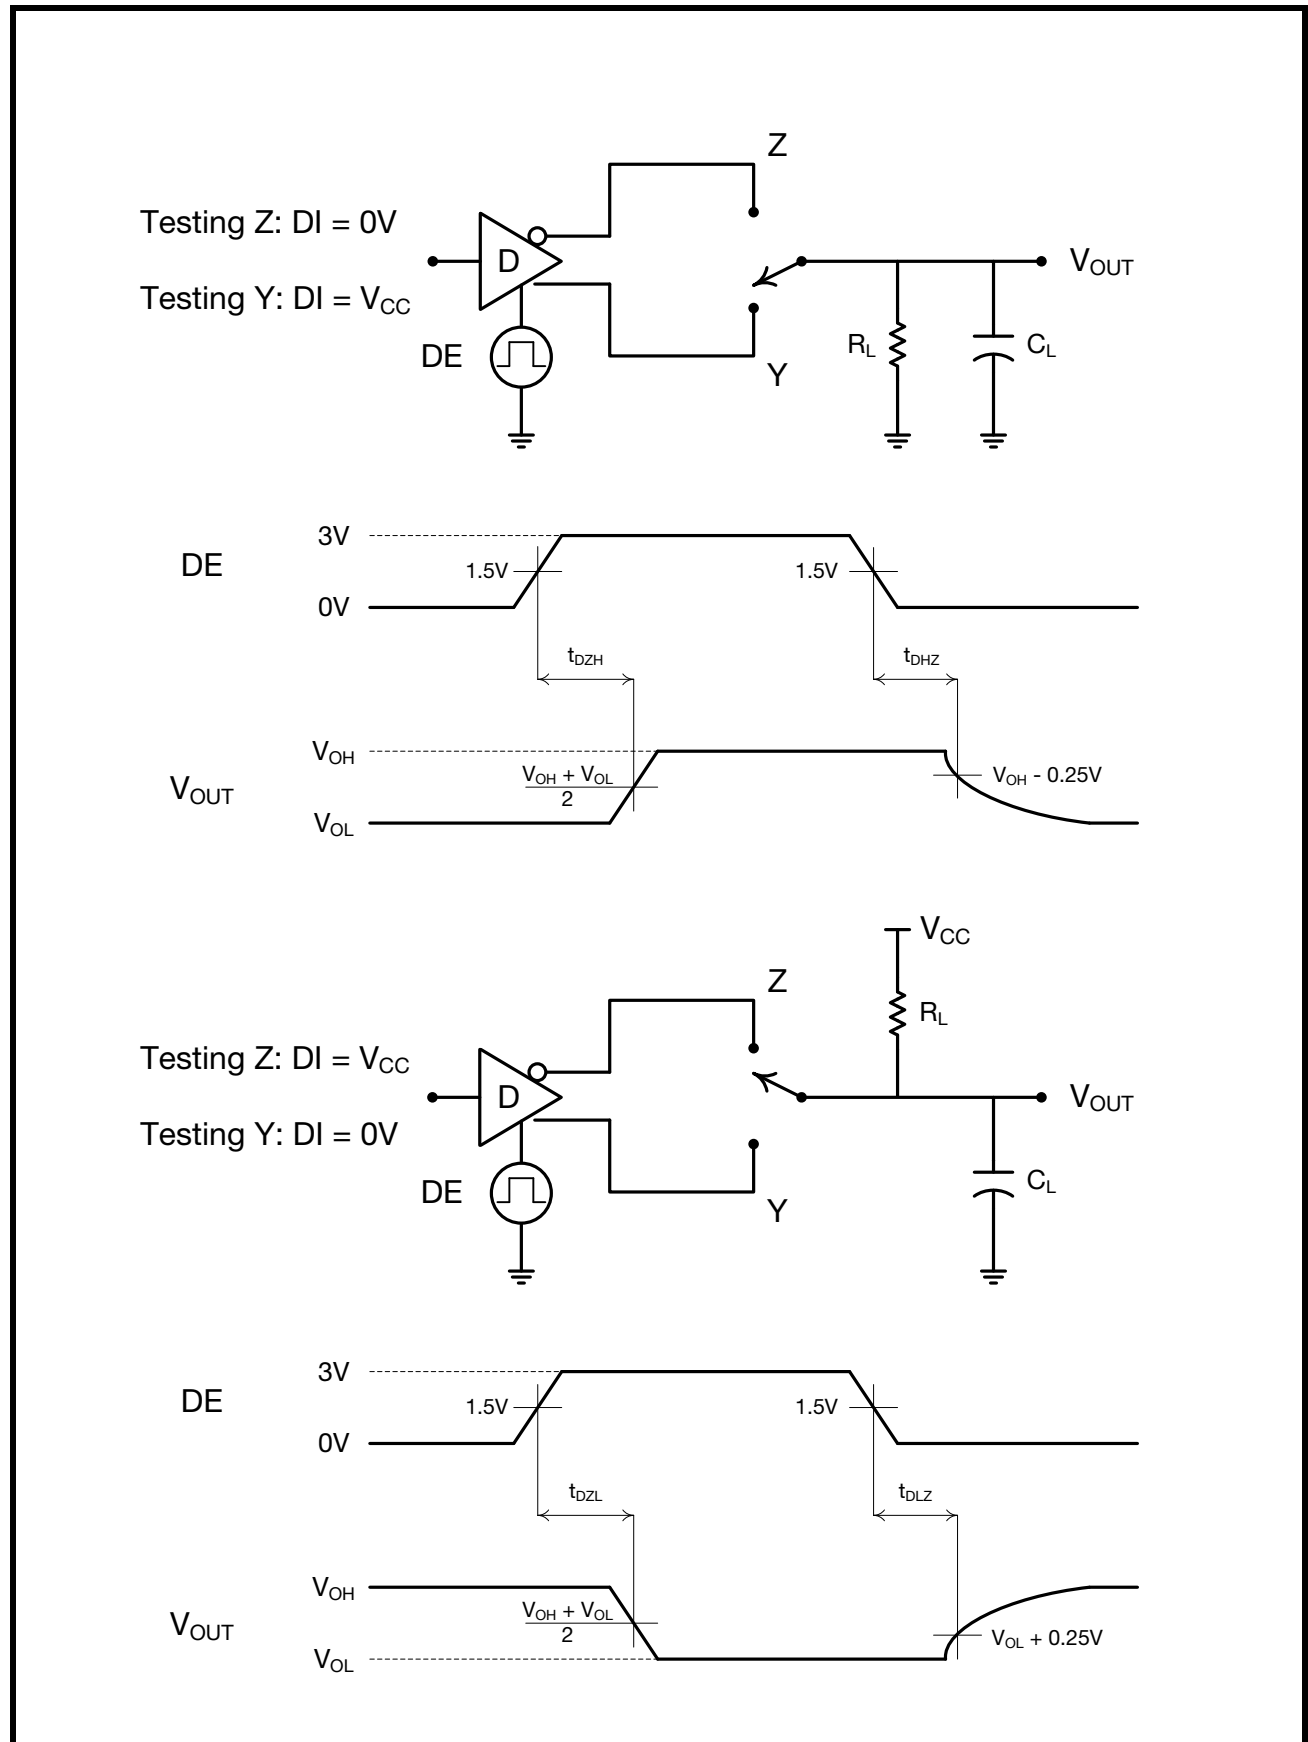 Z
Testing Z: DI = 0V
D
V_OUT
Testing Y: DI = V_CC
DE
R_L
C_L
Y
3V
DE
1.5V
1.5V
0V
t_DZH
t_DHZ
V_OH
V_OH + V_OL
2
V_OH - 0.25V
V_OUT
V_OL
V_CC
Z
R_L
Testing Z: DI = V_CC
D
V_OUT
Testing Y: DI = 0V
DE
C_L
Y
3V
DE
1.5V
1.5V
0V
t_DZL
t_DLZ
V_OH
V_OH + V_OL
2
V_OL + 0.25V
V_OUT
V_OL